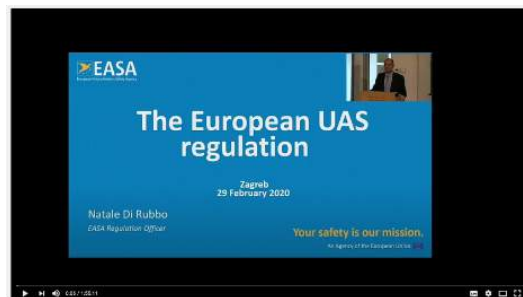 EASA
The European UAS
regulation
Zagreb
29 February 2020
Natale Di Rubbo
EASA Regulation Officer
Your safety is our mission.
An Agency of the European Union